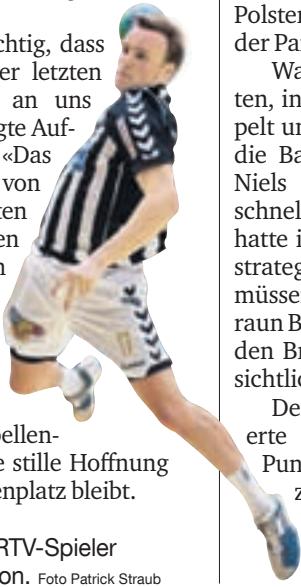 chtig, dass
er letzten
an uns
gte Auf-
«Das
von
ten
en
n
bellen-
e stille Hoffnung
enplatz bleibt.
RTV-Spieler
on. Foto Patrick Straub
Polster
der Pa
Wa
ten, in
pelt un
die Ba
Niels
schnel
hatte i
strateg
müsse
raun B
den Br
sichtlic
De
erte
Pun
z